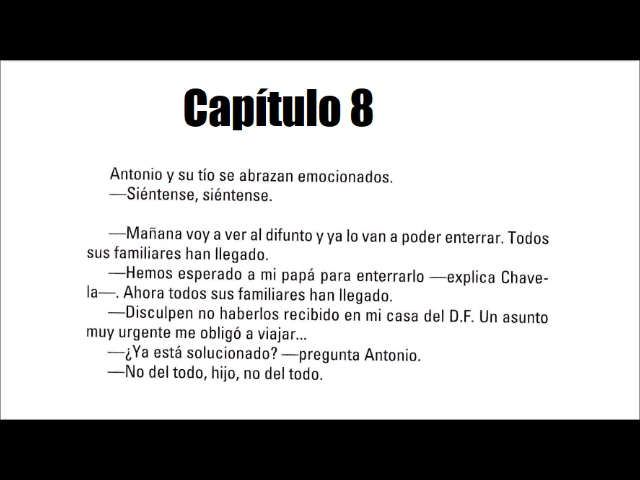 Capítulo 8
Antonio y su tío se abrazan emocionados.
—Siéntense, siéntense.
—Mañana voy a ver al difunto y ya lo van a poder enterrar. Todos
sus familiares han llegado.
—Hemos esperado a mi papá para enterrarlo —explica Chave-
la—. Ahora todos sus familiares han llegado.
—Disculpen no haberlos recibido en mi casa del D.F. Un asunto
muy urgente me obligó a viajar...
—¿Ya está solucionado? —pregunta Antonio.
—No del todo, hijo, no del todo.